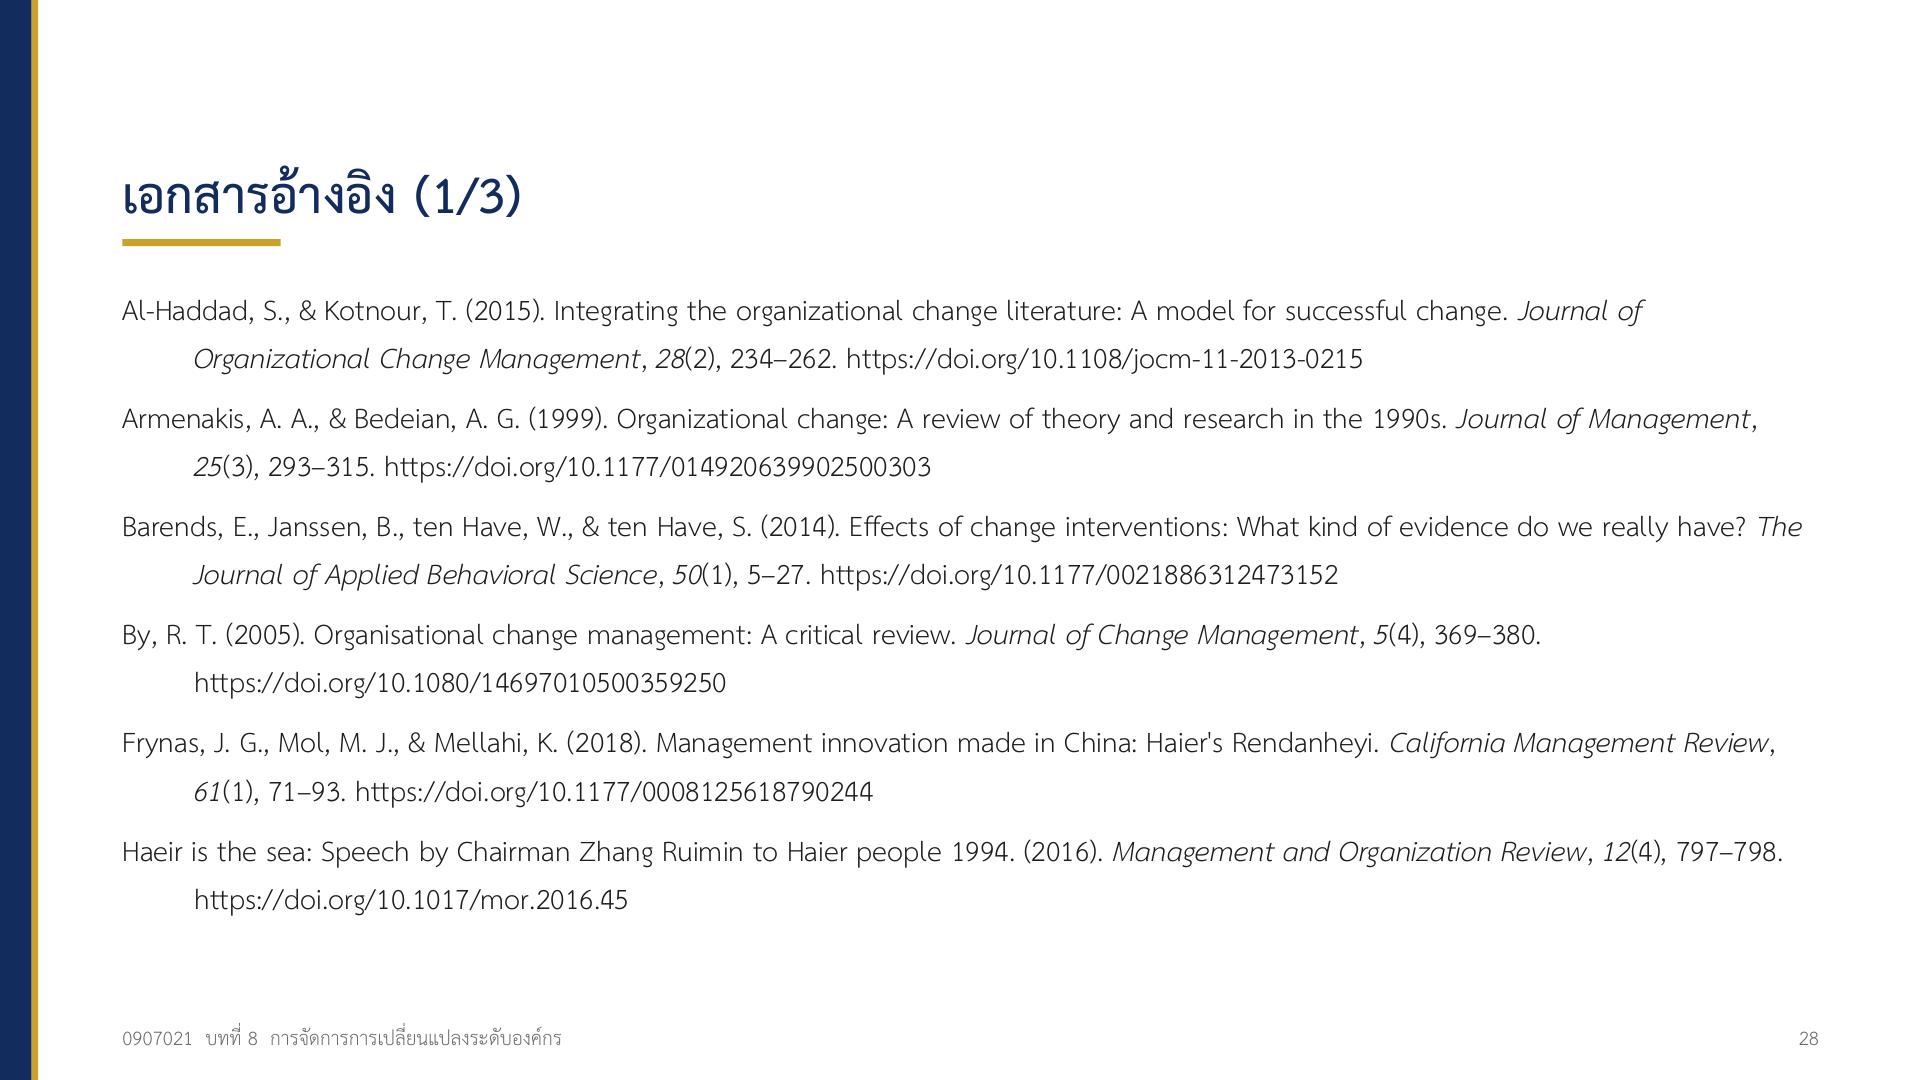 เอกสารอ้างอิง (1/3)
Al-Haddad, S., & Kotnour, T. (2015). Integrating the organizational change literature: A model for successful change. Journal of
Organizational Change Management, 28(2), 234–262. https://doi.org/10.1108/jocm-11-2013-0215
Armenakis, A. A., & Bedeian, A. G. (1999). Organizational change: A review of theory and research in the 1990s. Journal of Management,
25(3), 293–315. https://doi.org/10.1177/014920639902500303
Barends, E., Janssen, B., ten Have, W., & ten Have, S. (2014). Effects of change interventions: What kind of evidence do we really have? The
Journal of Applied Behavioral Science, 50(1), 5–27. https://doi.org/10.1177/0021886312473152
By, R. T. (2005). Organisational change management: A critical review. Journal of Change Management, 5(4), 369–380.
https://doi.org/10.1080/14697010500359250
Frynas, J. G., Mol, M. J., & Mellahi, K. (2018). Management innovation made in China: Haier's Rendanheyi. California Management Review,
61(1), 71–93. https://doi.org/10.1177/0008125618790244
Haeir is the sea: Speech by Chairman Zhang Ruimin to Haier people 1994. (2016). Management and Organization Review, 12(4), 797–798.
https://doi.org/10.1017/mor.2016.45
0907021 บทที่ 8 การจัดการการเปลี่ยนแปลงระดับองค์กร
28